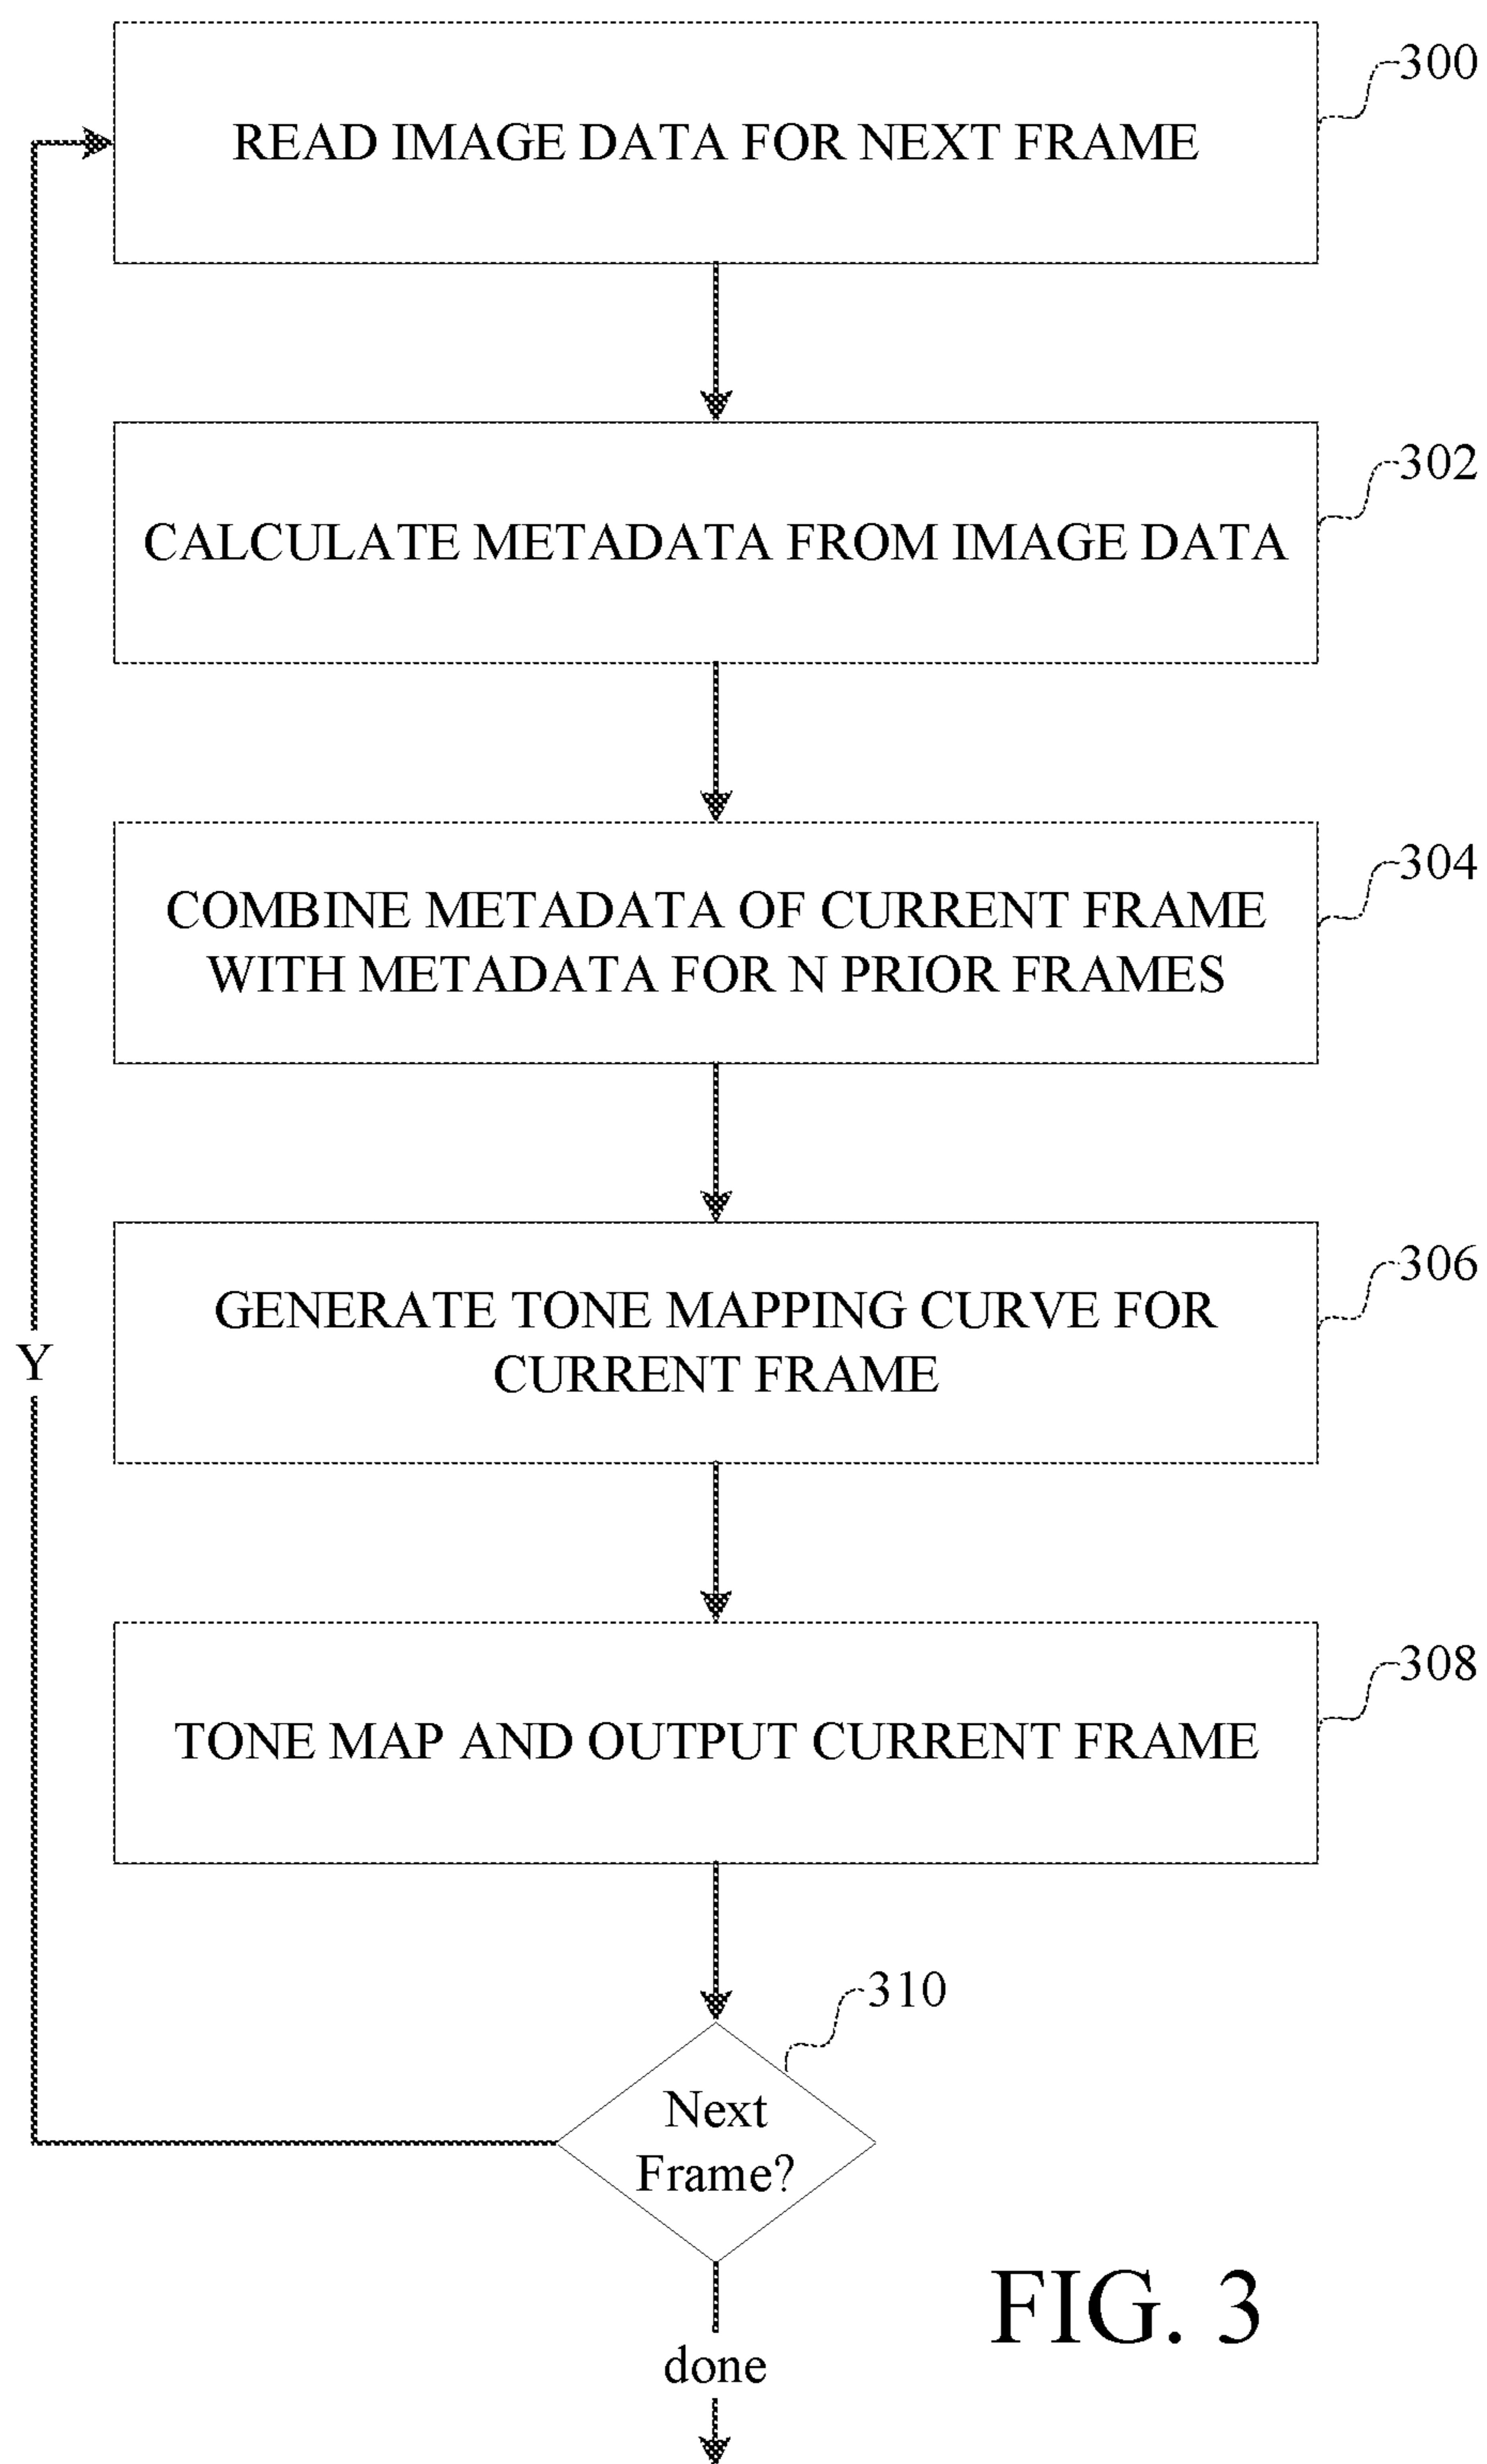 300
READ IMAGE DATA FOR NEXT FRAME
302
CALCULATE METADATA FROM IMAGE DATA
304
COMBINE METADATA OF CURRENT FRAME
WITH METADATA FOR N PRIOR FRAMES
306
GENERATE TONE MAPPING CURVE FOR
CURRENT FRAME
Y
308
TONE MAP AND OUTPUT CURRENT FRAME
310
Next
Frame?
FIG. 3
done